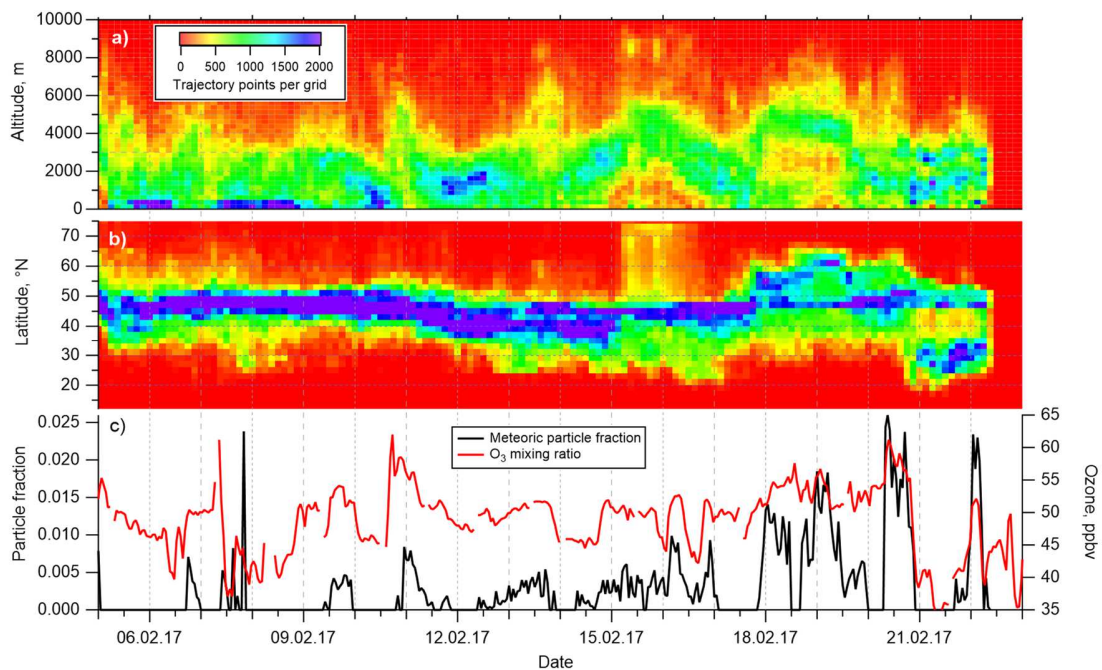 a)
0 500 1000 1500 2000
Trajectory points per grid
10000
8000
6000
4000
2000
0
Altitude, m
b)
70
60
50
40
30
20
Latitude, °N
c)
Meteoric particle fraction
O₃ mixing ratio
0.025
0.020
0.015
0.010
0.005
0.000
Particle fraction
65
60
55
50
45
40
35
Ozone, ppbv
06.02.17 09.02.17 12.02.17 15.02.17 18.02.17 21.02.17
Date